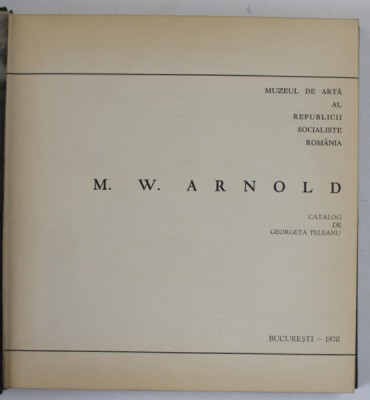 MUZEUL DE ARTĂ
AL
REPUBLICII
SOCIALISTE
ROMÂNIA
M. W. ARNOLD
CATALOG
DE
GEORGETA PELEANU
BUCUREȘTI – 1970